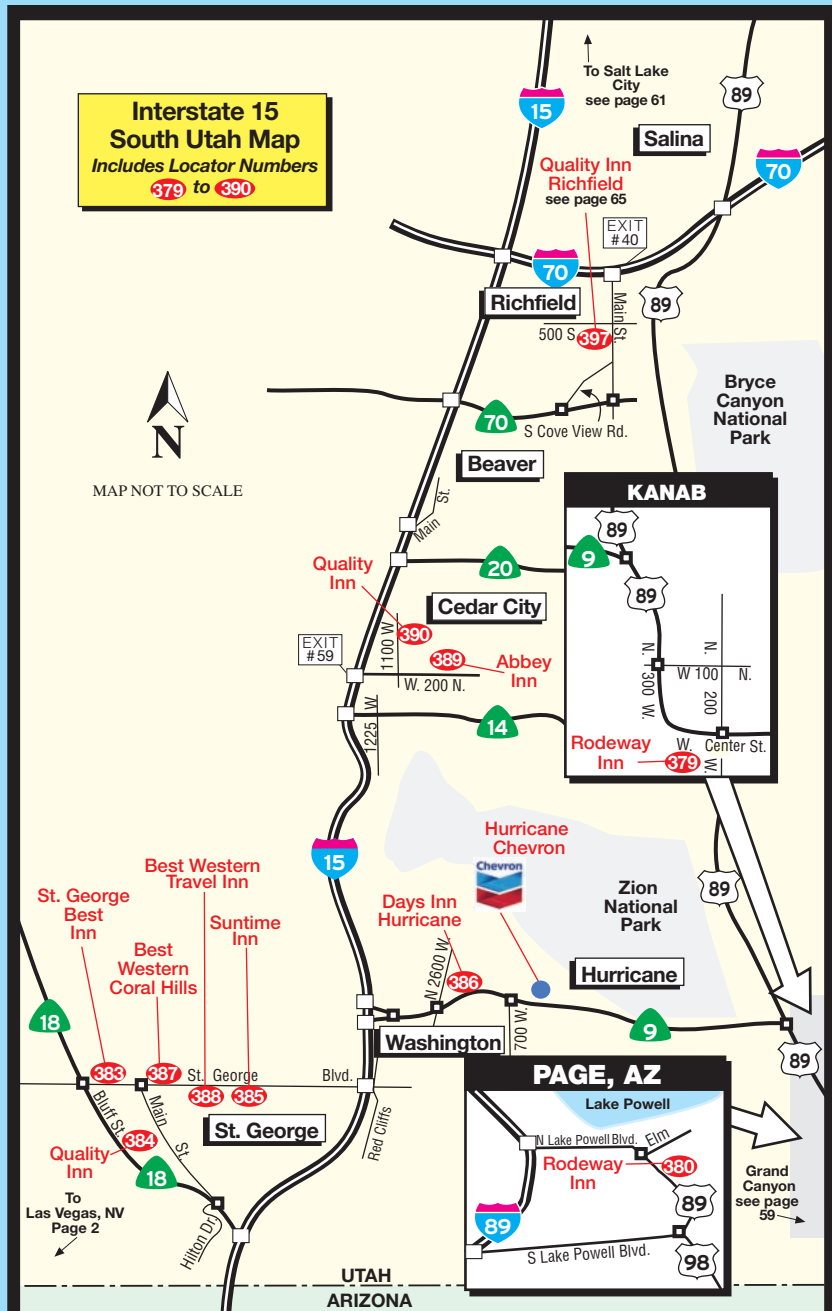 Interstate 15
South Utah Map
Includes Locator Numbers
379 to 390
To Salt Lake
City
see page 61
15
89
Salina
Quality Inn
Richfield
see page 65
70
EXIT
#40
70
Richfield
89
Main St.
500 S
397
Bryce
Canyon
National
Park
N
MAP NOT TO SCALE
70
S Cove View Rd.
Beaver
Main St.
20
Quality
Inn
390
Cedar City
EXIT
#59
1100 W
389
Abbey
Inn
W. 200 N.
1225 W
14
KANAB
89
9
89
N. 300 W.
W 100 N.
N. 200 W.
Center St.
Rodeway
Inn
379
15
Hurricane
Chevron
Chevron
Best Western
Travel Inn
St. George
Best
Inn
Suntime
Inn
Best
Western
Coral Hills
Days Inn
Hurricane
386
N 2600 W.
Zion
National
Park
89
Hurricane
700 W.
9
89
18
Washington
383
387
St. George Blvd.
388
385
Bluff St.
Main St.
Quality
Inn
384
St. George
Red Cliffs
18
Hilton Dr.
To
Las Vegas, NV
Page 2
PAGE, AZ
Lake Powell
N Lake Powell Blvd.
Elm
Rodeway
Inn
380
89
89
S Lake Powell Blvd.
98
Grand
Canyon
see page
59
UTAH
ARIZONA